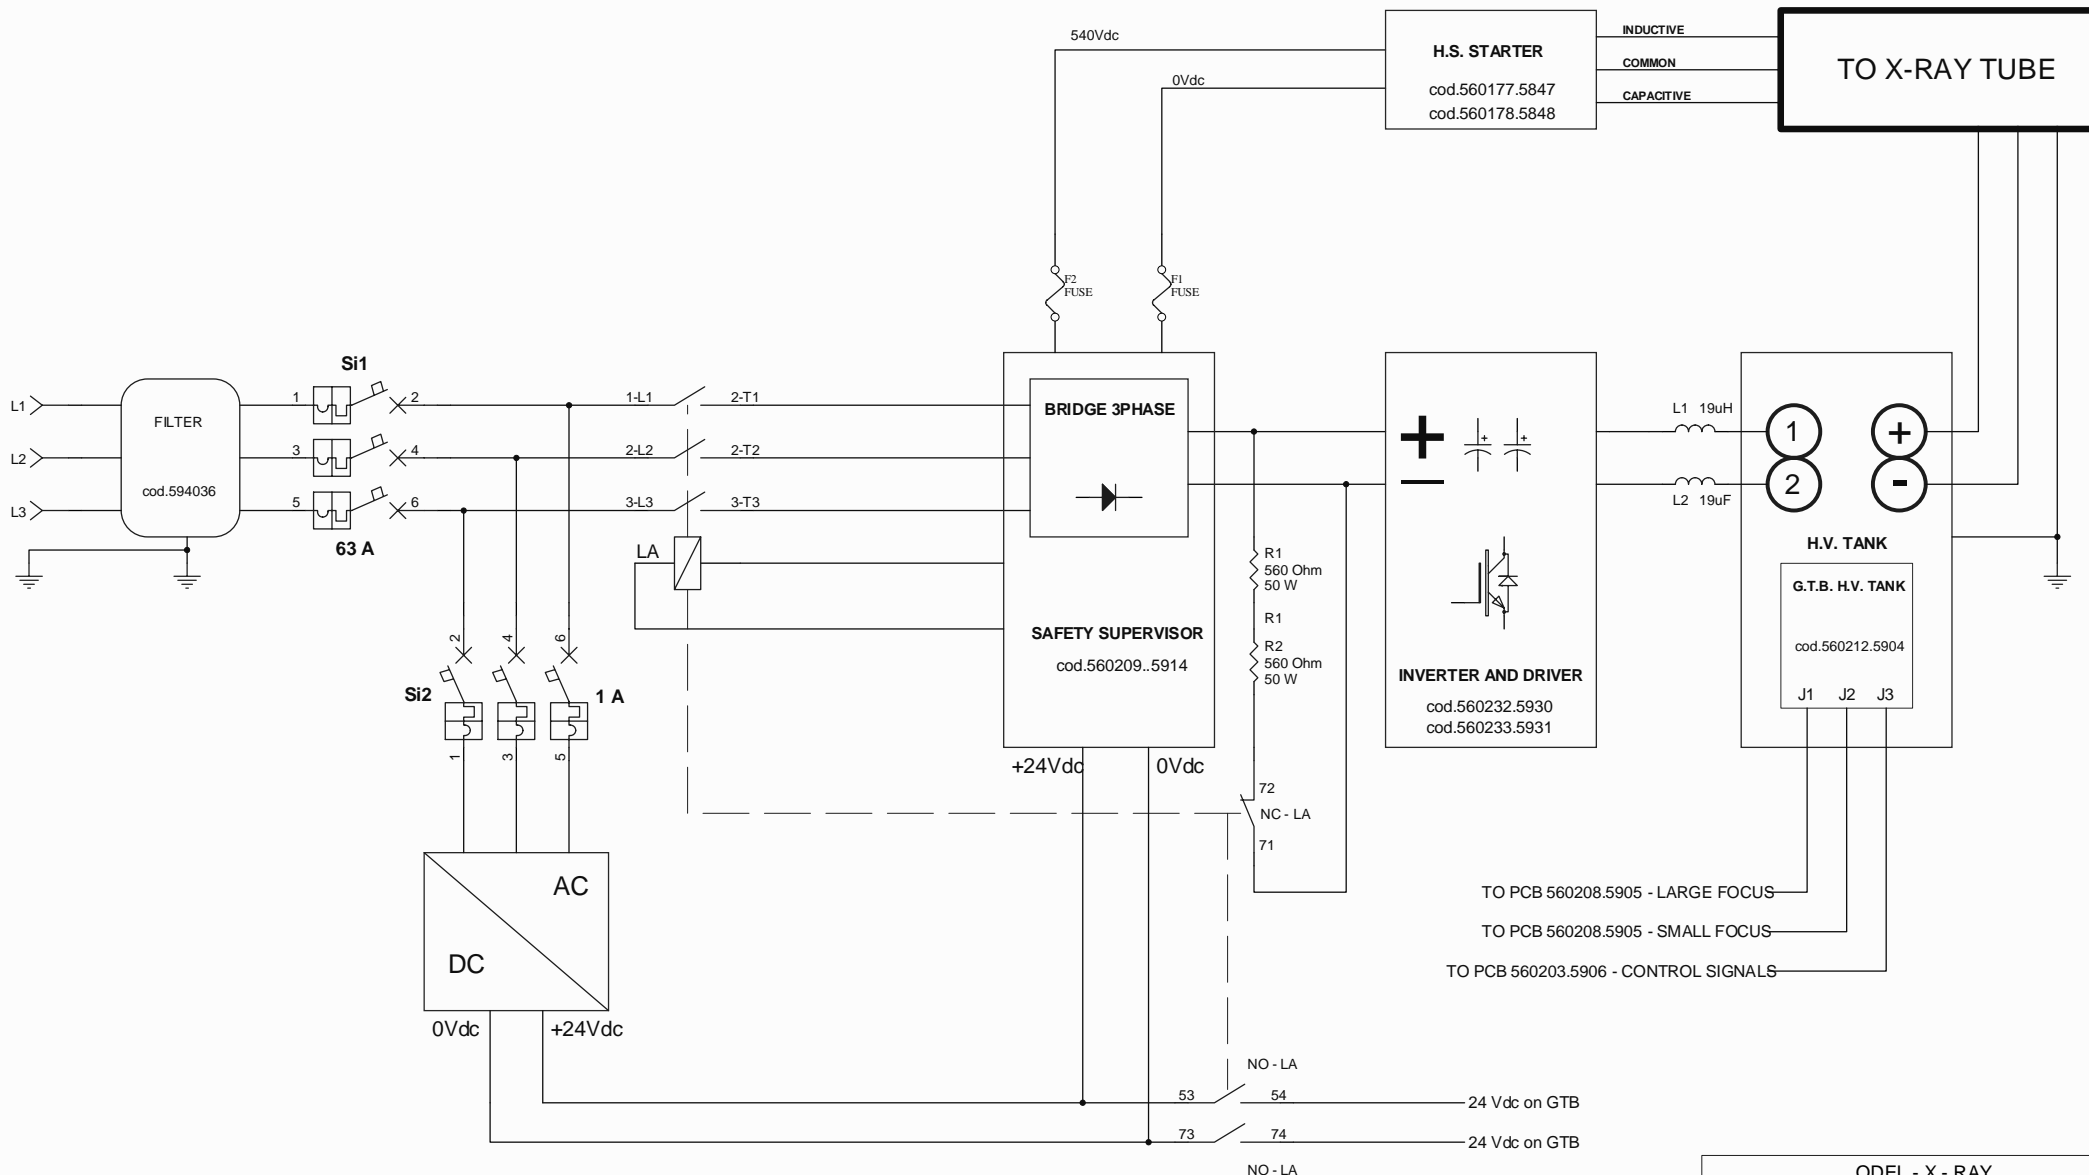 540Vdc
0Vdc
H.S. STARTER
cod.560177.5847
cod.560178.5848
INDUCTIVE
COMMON
CAPACITIVE
TO X-RAY TUBE
F2
FUSE
F1
FUSE
L1
L2
L3
FILTER
cod.594036
Si1
1
2
3
4
5
6
63 A
1-L1
2-T1
2-L2
2-T2
3-L3
3-T3
LA
BRIDGE 3PHASE
SAFETY SUPERVISOR
cod.560209..5914
+24Vdc
0Vdc
R1
560 Ohm
50 W
R1
R2
560 Ohm
50 W
72
NC - LA
71
+
-
+
+
INVERTER AND DRIVER
cod.560232.5930
cod.560233.5931
L1 19uH
L2 19uF
1
2
+
-
H.V. TANK
G.T.B. H.V. TANK
cod.560212.5904
J1
J2
J3
2
4
6
Si2
1 A
1
3
5
AC
DC
0Vdc
+24Vdc
TO PCB 560208.5905 - LARGE FOCUS
TO PCB 560208.5905 - SMALL FOCUS
TO PCB 560203.5906 - CONTROL SIGNALS
NO - LA
53
54
24 Vdc on GTB
73
74
24 Vdc on GTB
NO - LA
ODEL - X - RAY